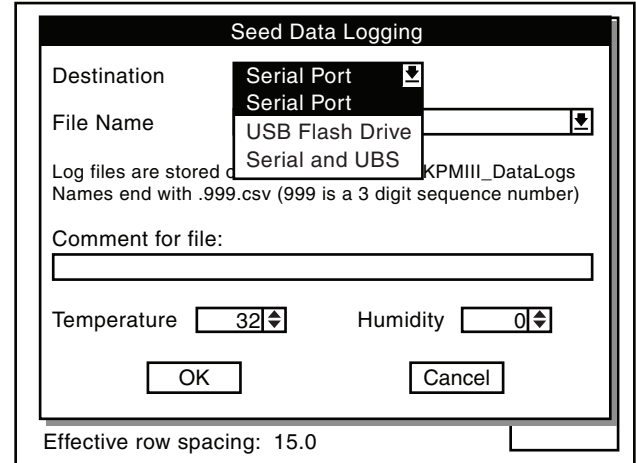 Seed Data Logging
Destination Serial Port
Serial Port
File Name USB Flash Drive
Serial and UBS
Log files are stored KPMIII_DataLogs
Names end with .999.csv (999 is a 3 digit sequence number)
Comment for file:
Temperature 32 Humidity 0
OK Cancel
Effective row spacing: 15.0